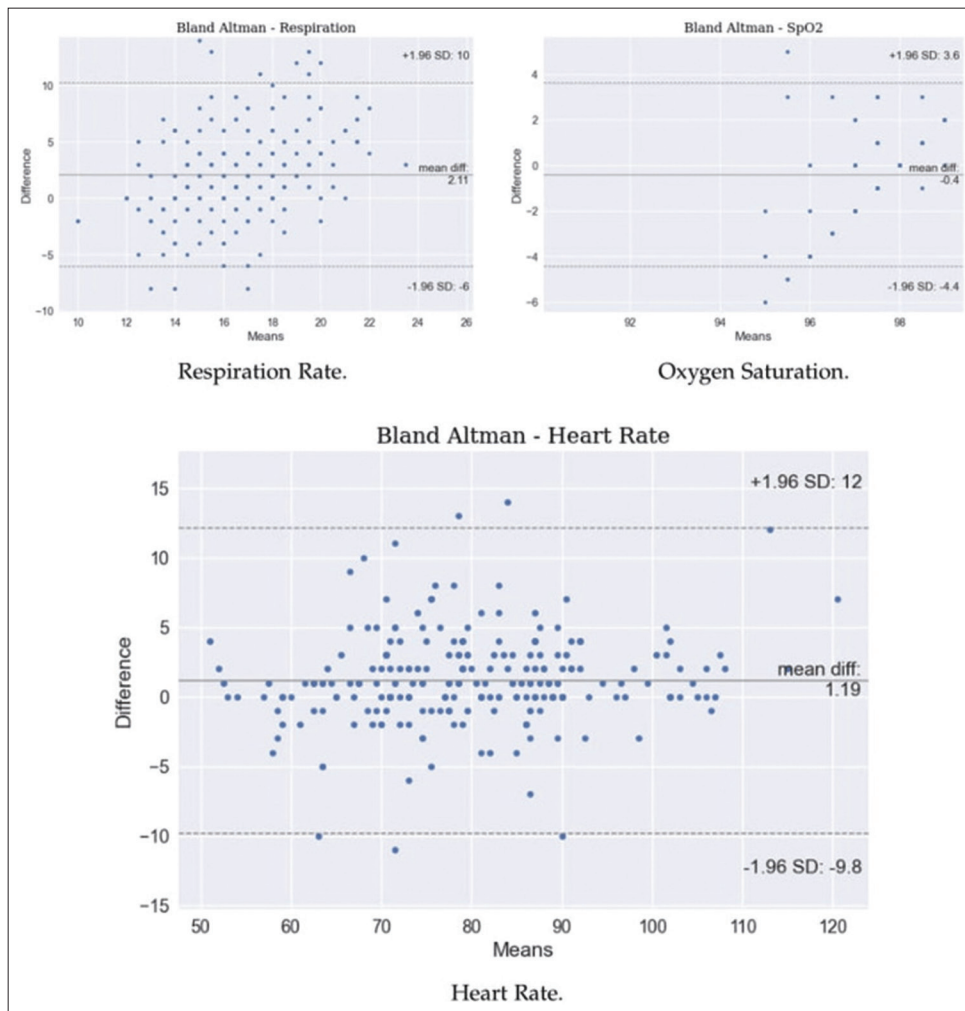 Bland Altman - Respiration
+1.96 SD: 10
10
5
0
−5
−10
Difference
mean diff:
2.11
-1.96 SD: -6
10 12 14 16 18 20 22 24 26
Means
Respiration Rate.
Bland Altman - SpO2
+1.96 SD: 3.6
4
2
0
−2
−4
−6
Difference
mean diff:
-0.4
-1.96 SD: -4.4
92 94 96 98
Means
Oxygen Saturation.
Bland Altman - Heart Rate
+1.96 SD: 12
15
10
5
0
−5
−10
−15
Difference
mean diff:
1.19
-1.96 SD: -9.8
50 60 70 80 90 100 110 120
Means
Heart Rate.